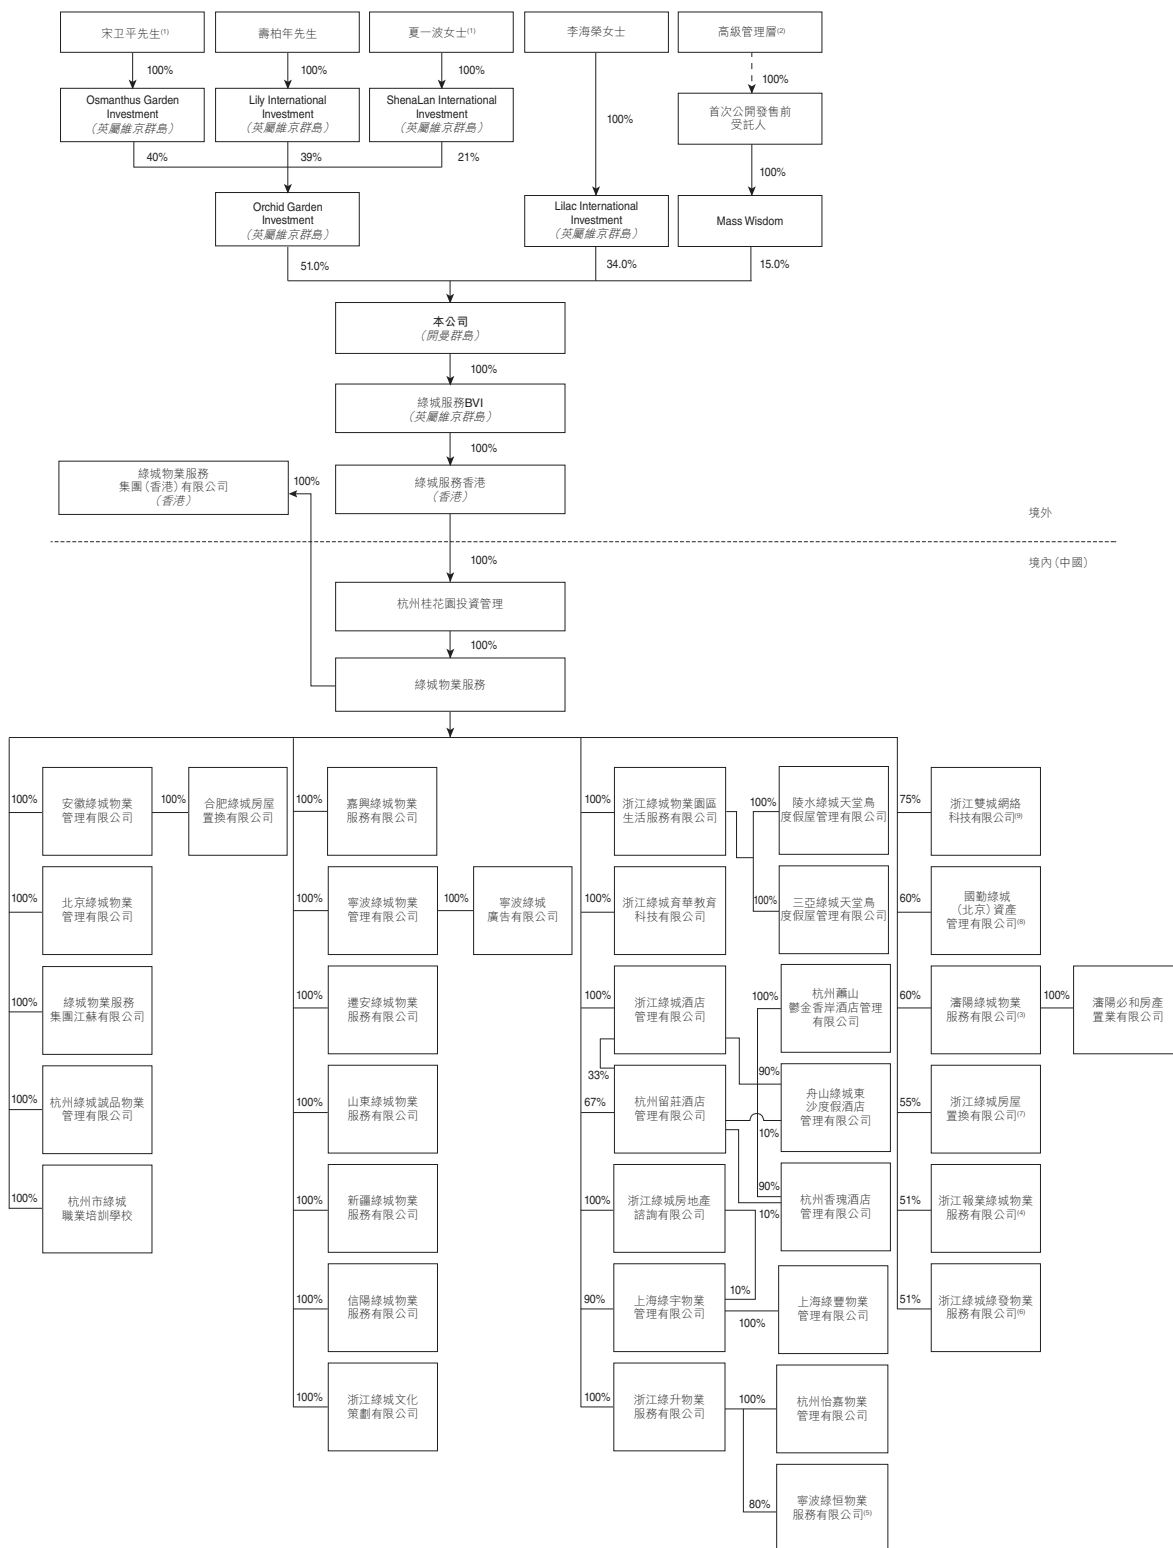 宋卫平先生(1)
壽柏年先生
夏一波女士(1)
李海榮女士
高級管理層(2)
100%
100%
100%
100%
100%
Osmanthus Garden
Investment
(英屬維京群島)
Lily International
Investment
(英屬維京群島)
ShenaLan International
Investment
(英屬維京群島)
首次公開發售前
受託人
40%
39%
21%
100%
Orchid Garden
Investment
(英屬維京群島)
Lilac International
Investment
(英屬維京群島)
Mass Wisdom
51.0%
34.0%
15.0%
本公司
(開曼群島)
100%
綠城服務BVI
(英屬維京群島)
100%
綠城物業服務
集團(香港)有限公司
(香港)
100%
綠城服務香港
(香港)
境外
100%
境內(中國)
杭州桂花園投資管理
100%
綠城物業服務
100%
安徽綠城物業
管理有限公司
100%
合肥綠城房屋
置換有限公司
100%
北京綠城物業
管理有限公司
100%
綠城物業服務
集團江蘇有限公司
100%
杭州綠城誠品物業
管理有限公司
100%
杭州市綠城
職業培訓學校
100%
嘉興綠城物業
服務有限公司
100%
寧波綠城物業
管理有限公司
100%
寧波綠城
廣告有限公司
100%
遷安綠城物業
服務有限公司
100%
山東綠城物業
服務有限公司
100%
新疆綠城物業
服務有限公司
100%
信陽綠城物業
服務有限公司
100%
浙江綠城文化
策劃有限公司
100%
浙江綠城物業園區
生活服務有限公司
100%
陵水綠城天堂鳥
度假屋管理有限公司
100%
三亞綠城天堂鳥
度假屋管理有限公司
100%
浙江綠城育華教育
科技有限公司
100%
浙江綠城酒店
管理有限公司
100%
杭州蕭山
鬱金香岸酒店管理
有限公司
33%
90%
67%
杭州留莊酒店
管理有限公司
舟山綠城東
沙度假酒店
管理有限公司
10%
90%
10%
杭州香瑰酒店
管理有限公司
100%
浙江綠城房地產
諮詢有限公司
10%
90%
上海綠宇物業
管理有限公司
100%
上海綠豐物業
管理有限公司
100%
浙江綠升物業
服務有限公司
100%
杭州怡嘉物業
管理有限公司
80%
寧波綠恒物業
服務有限公司(5)
75%
浙江雙城網絡
科技有限公司(9)
60%
國勤綠城
(北京)資產
管理有限公司(8)
60%
瀋陽綠城物業
服務有限公司(3)
100%
瀋陽必和房產
置業有限公司
55%
浙江綠城房屋
置換有限公司(7)
51%
浙江報業綠城物業
服務有限公司(4)
51%
浙江綠城綠發物業
服務有限公司(6)